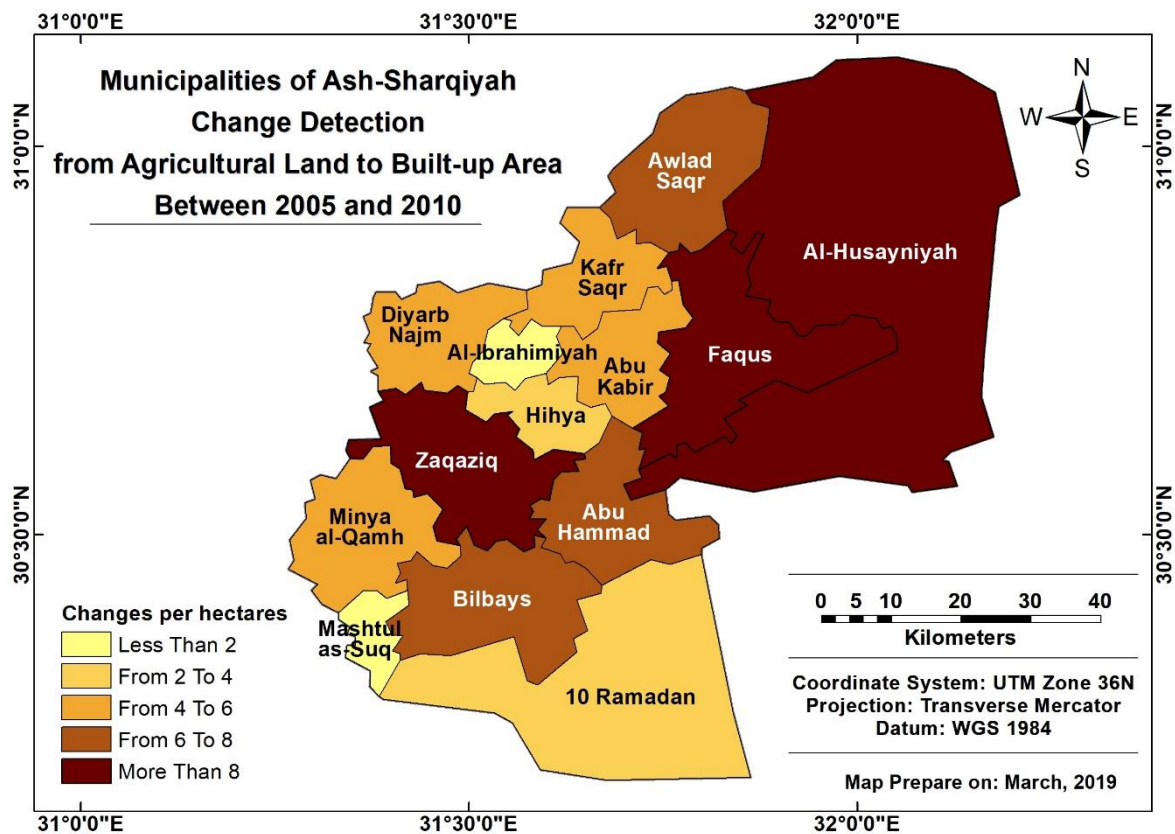 31°0'0"E
31°30'0"E
32°0'0"E
Municipalities of Ash-Sharqiyah
Change Detection
from Agricultural Land to Built-up Area
Between 2005 and 2010
N
W
E
S
31°0'0"N
31°0'0"N
Awlad
Saqr
Al-Husayniyah
Kafr
Saqr
Diyarb
Najm
Al-Ibrahimiyah
Abu
Kabir
Faqus
Hihya
Zaqaziq
Minya
al-Qamh
Abu
Hammad
30°30'0"N
30°30'0"N
Bilbays
Mashtul
as-Suq
10 Ramadan
Changes per hectares
Less Than 2
From 2 To 4
From 4 To 6
From 6 To 8
More Than 8
0 5 10 20 30 40
Kilometers
Coordinate System: UTM Zone 36N
Projection: Transverse Mercator
Datum: WGS 1984
Map Prepare on: March, 2019
31°0'0"E
31°30'0"E
32°0'0"E